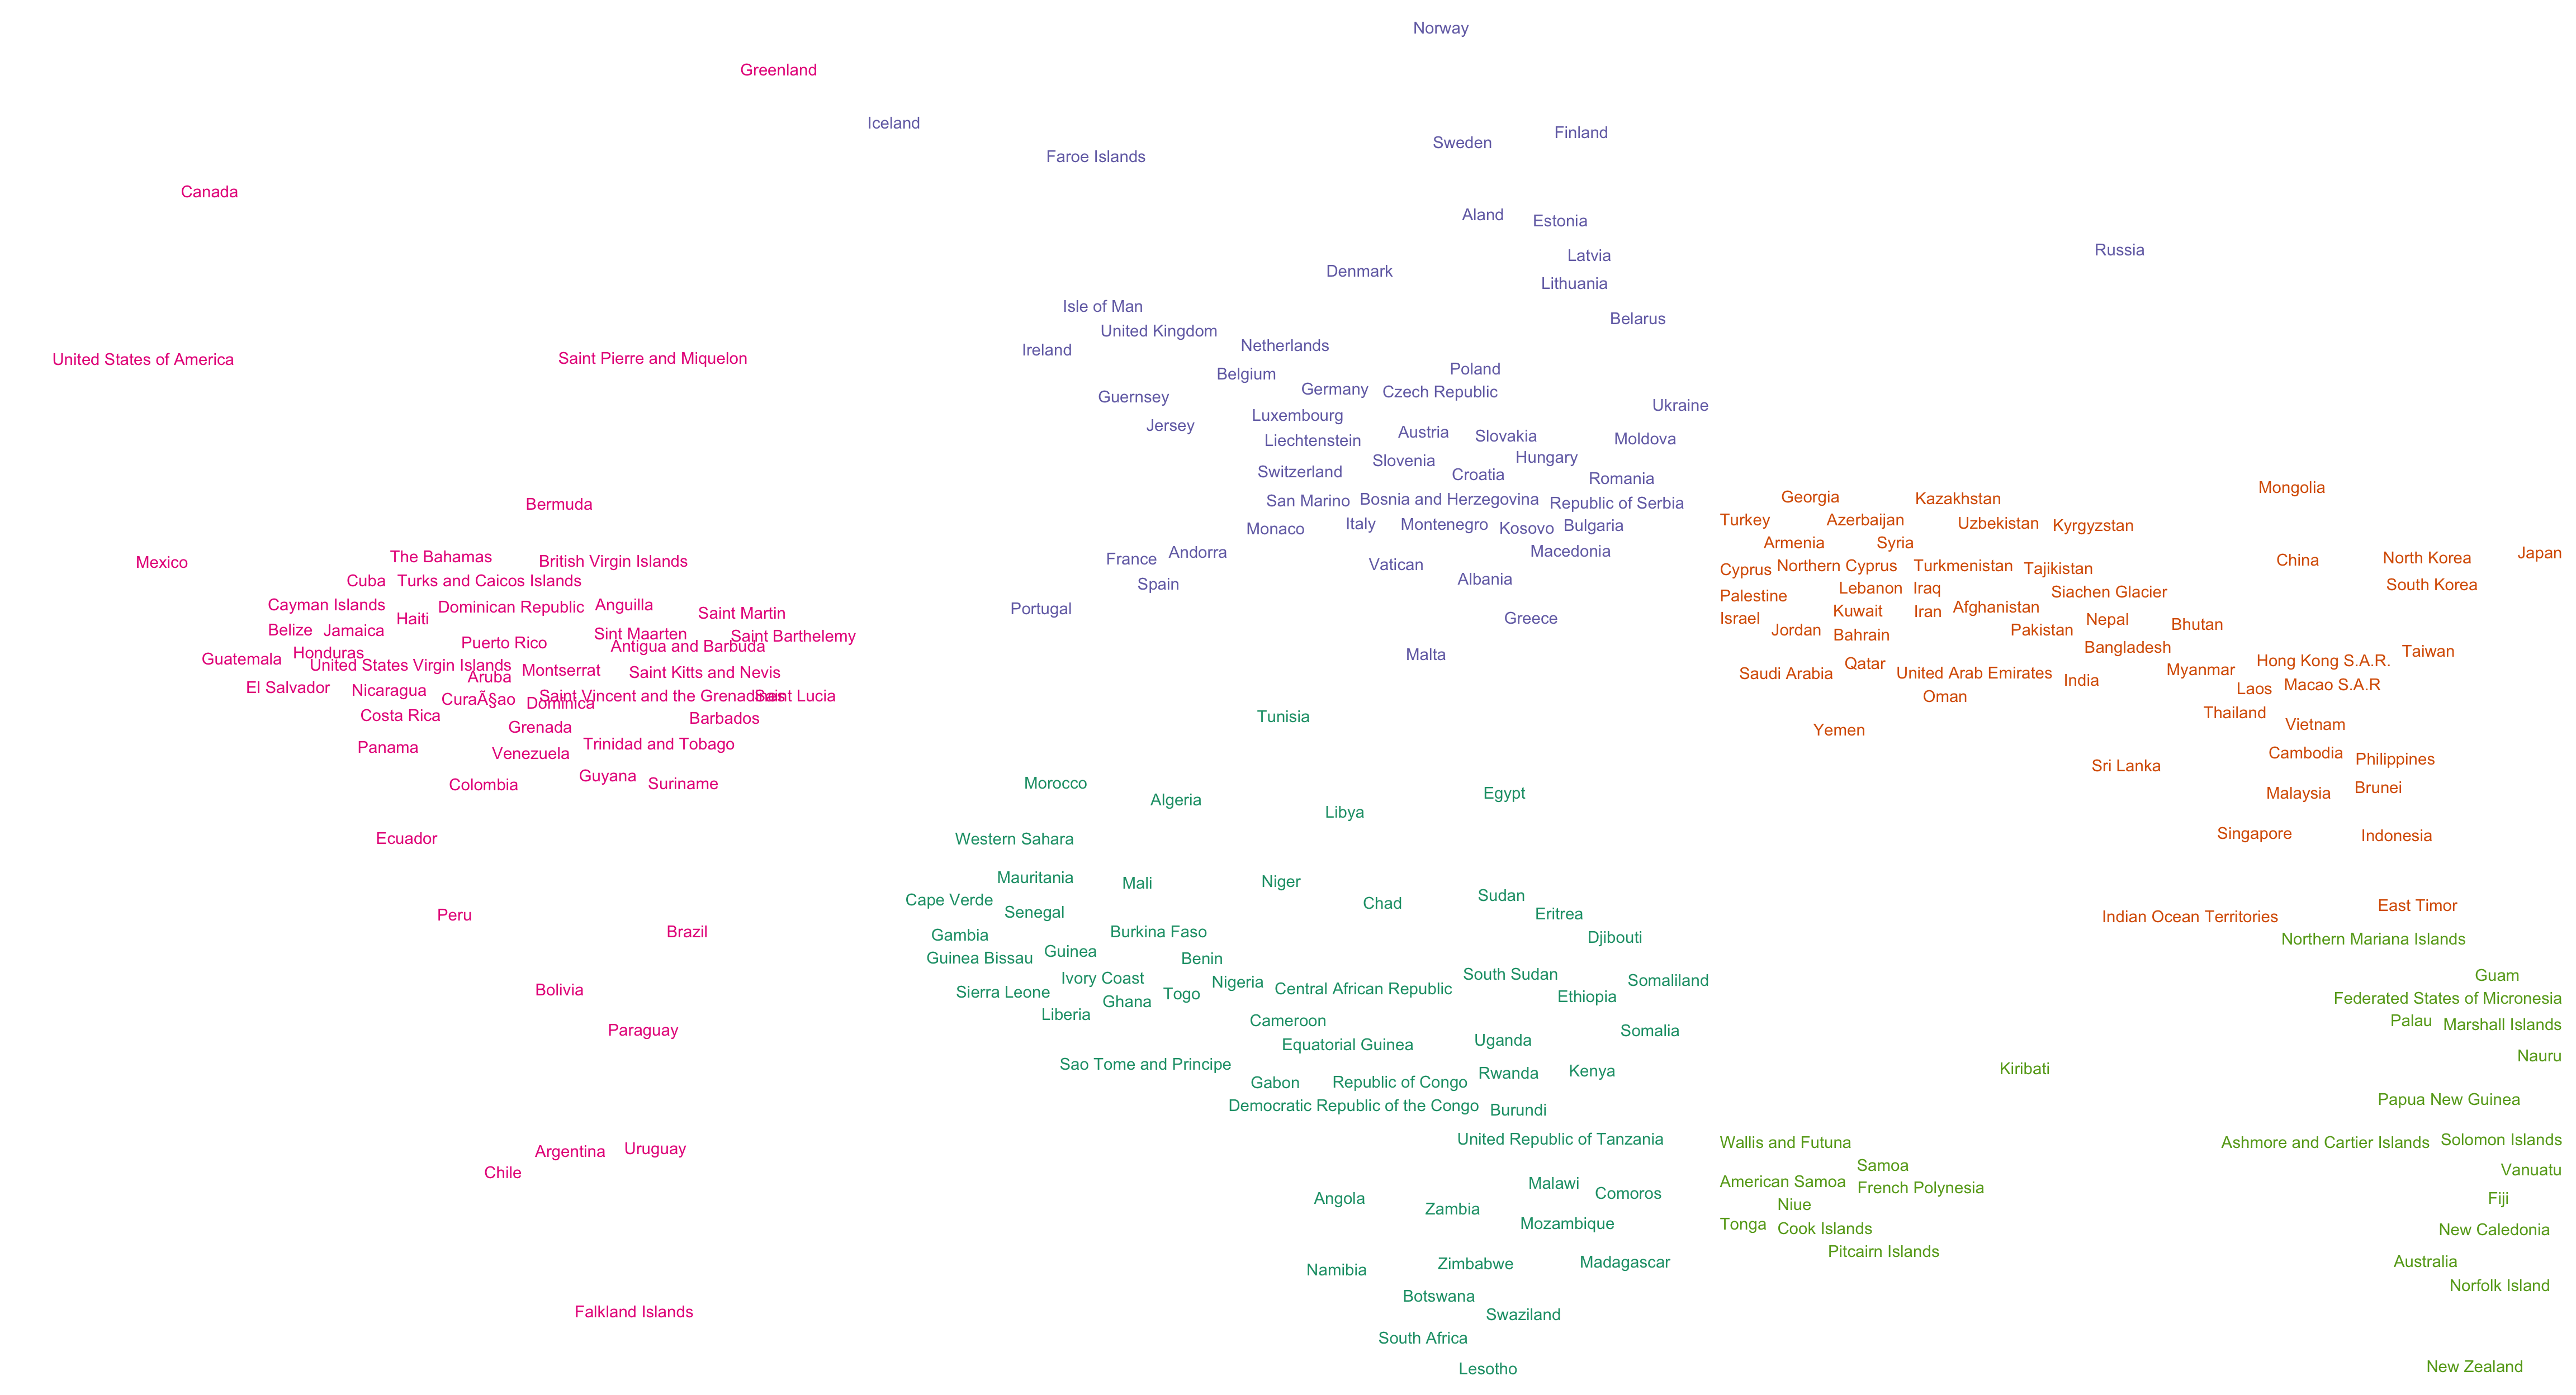 Norway
Greenland
Iceland
Finland
Sweden
Faroe Islands
Canada
Aland
Estonia
Russia
Latvia
Denmark
Lithuania
Isle of Man
Belarus
United Kingdom
Netherlands
Ireland
United States of America
Saint Pierre and Miquelon
Poland
Belgium
Germany
Czech Republic
Guernsey
Ukraine
Luxembourg
Jersey
Austria
Slovakia
Moldova
Liechtenstein
Hungary
Slovenia
Switzerland
Croatia
Romania
Mongolia
Georgia
Kazakhstan
San Marino
Bosnia and Herzegovina
Republic of Serbia
Bermuda
Turkey
Azerbaijan
Uzbekistan
Kyrgyzstan
Italy
Montenegro
Kosovo
Bulgaria
Monaco
Armenia
Syria
Macedonia
Andorra
Japan
The Bahamas
France
North Korea
British Virgin Islands
China
Mexico
Vatican
Northern Cyprus
Turkmenistan
Cyprus
Tajikistan
Albania
Cuba
Turks and Caicos Islands
Spain
South Korea
Lebanon
Iraq
Siachen Glacier
Palestine
Cayman Islands
Dominican Republic
Anguilla
Afghanistan
Portugal
Kuwait
Iran
Saint Martin
Haiti
Greece
Israel
Nepal
Bhutan
Belize
Jamaica
Jordan
Pakistan
Sint Maarten
Saint Barthelemy
Bahrain
Puerto Rico
Antigua and Barbuda
Bangladesh
Taiwan
Honduras
Malta
Guatemala
Hong Kong S.A.R.
United States Virgin Islands
Qatar
Montserrat
Myanmar
Saint Kitts and Nevis
Saudi Arabia
United Arab Emirates
Aruba
India
Macao S.A.R
El Salvador
Laos
Nicaragua
Saint Vincent and the Grenadines
Saint Lucia
Oman
CuraÃ§ao
Dominica
Thailand
Costa Rica
Tunisia
Barbados
Vietnam
Grenada
Yemen
Trinidad and Tobago
Panama
Venezuela
Cambodia
Philippines
Sri Lanka
Guyana
Morocco
Suriname
Colombia
Brunei
Egypt
Malaysia
Algeria
Libya
Singapore
Indonesia
Ecuador
Western Sahara
Mauritania
Niger
Mali
Sudan
Cape Verde
Chad
East Timor
Senegal
Eritrea
Peru
Indian Ocean Territories
Brazil
Burkina Faso
Gambia
Djibouti
Northern Mariana Islands
Guinea
Guinea Bissau
Benin
South Sudan
Guam
Ivory Coast
Somaliland
Nigeria
Central African Republic
Bolivia
Sierra Leone
Togo
Ethiopia
Federated States of Micronesia
Ghana
Liberia
Cameroon
Palau
Marshall Islands
Paraguay
Somalia
Uganda
Equatorial Guinea
Nauru
Sao Tome and Principe
Kiribati
Kenya
Rwanda
Gabon
Republic of Congo
Papua New Guinea
Democratic Republic of the Congo
Burundi
United Republic of Tanzania
Solomon Islands
Wallis and Futuna
Ashmore and Cartier Islands
Uruguay
Argentina
Samoa
Vanuatu
Chile
American Samoa
Malawi
French Polynesia
Comoros
Angola
Fiji
Niue
Zambia
Mozambique
Tonga
Cook Islands
New Caledonia
Pitcairn Islands
Australia
Madagascar
Zimbabwe
Namibia
Norfolk Island
Botswana
Falkland Islands
Swaziland
South Africa
New Zealand
Lesotho